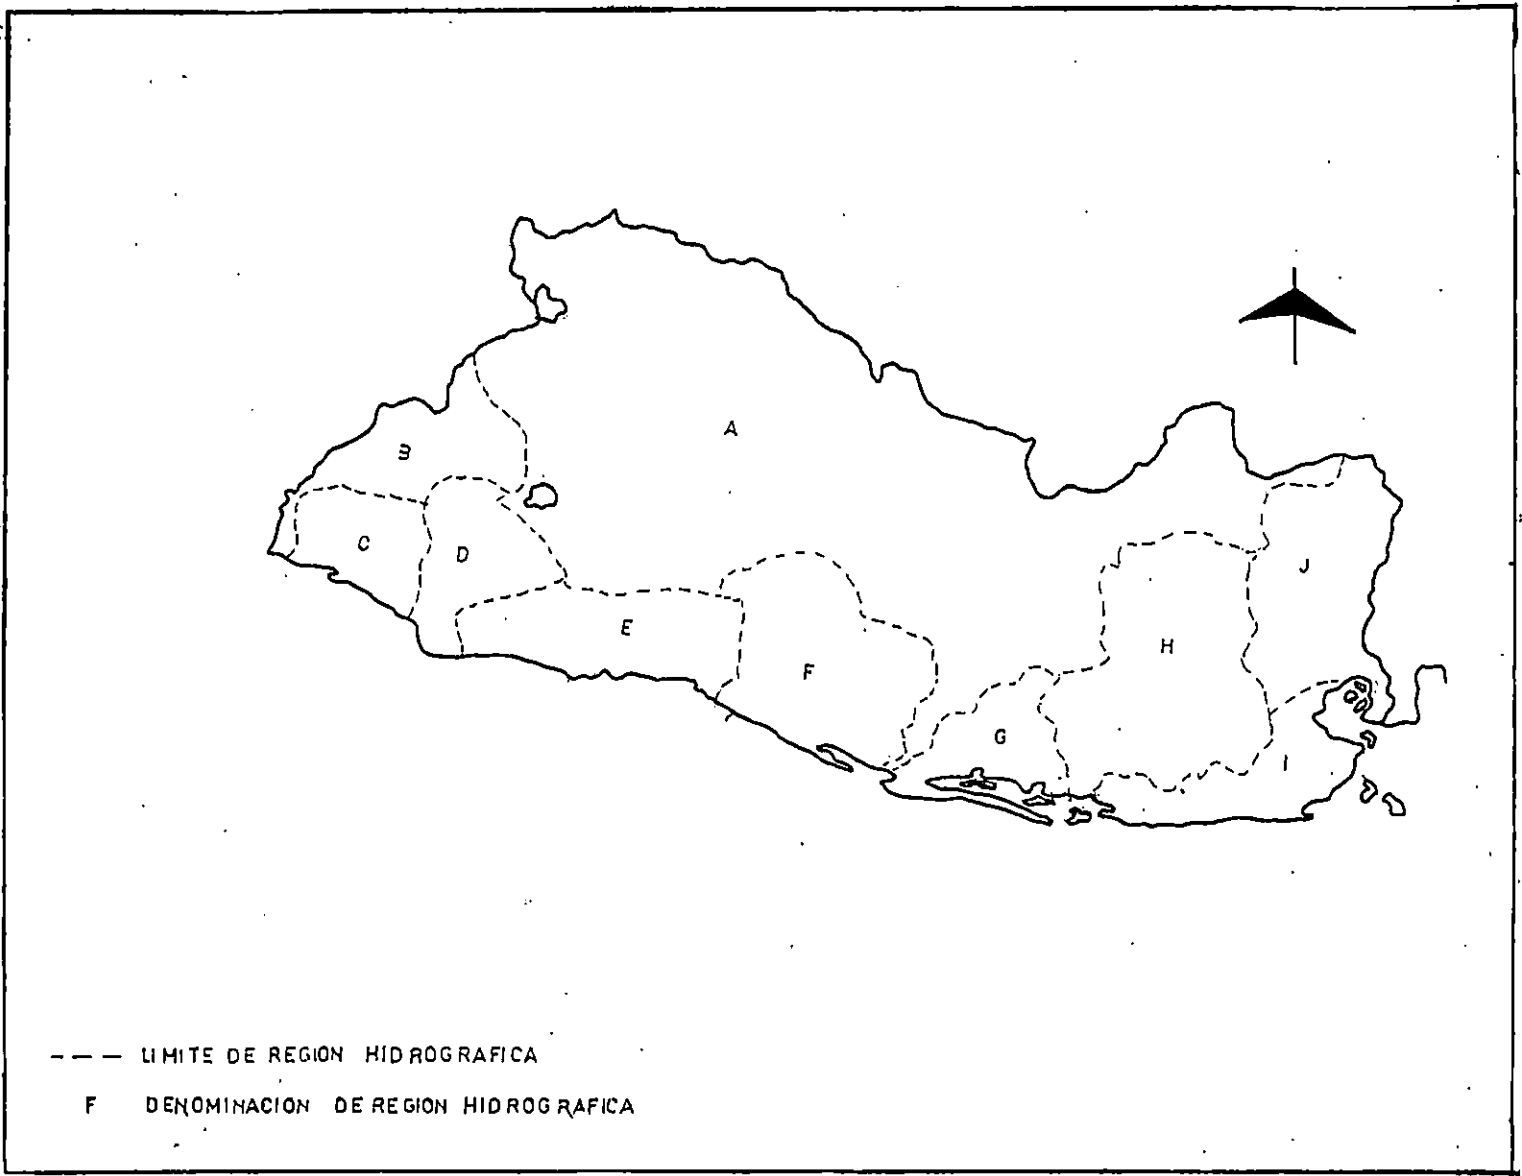 A
B
C
D
E
F
G
H
I
J
LIMITE DE REGION HIDROGRAFICA
F DENOMINACION DE REGION HIDROGRAFICA